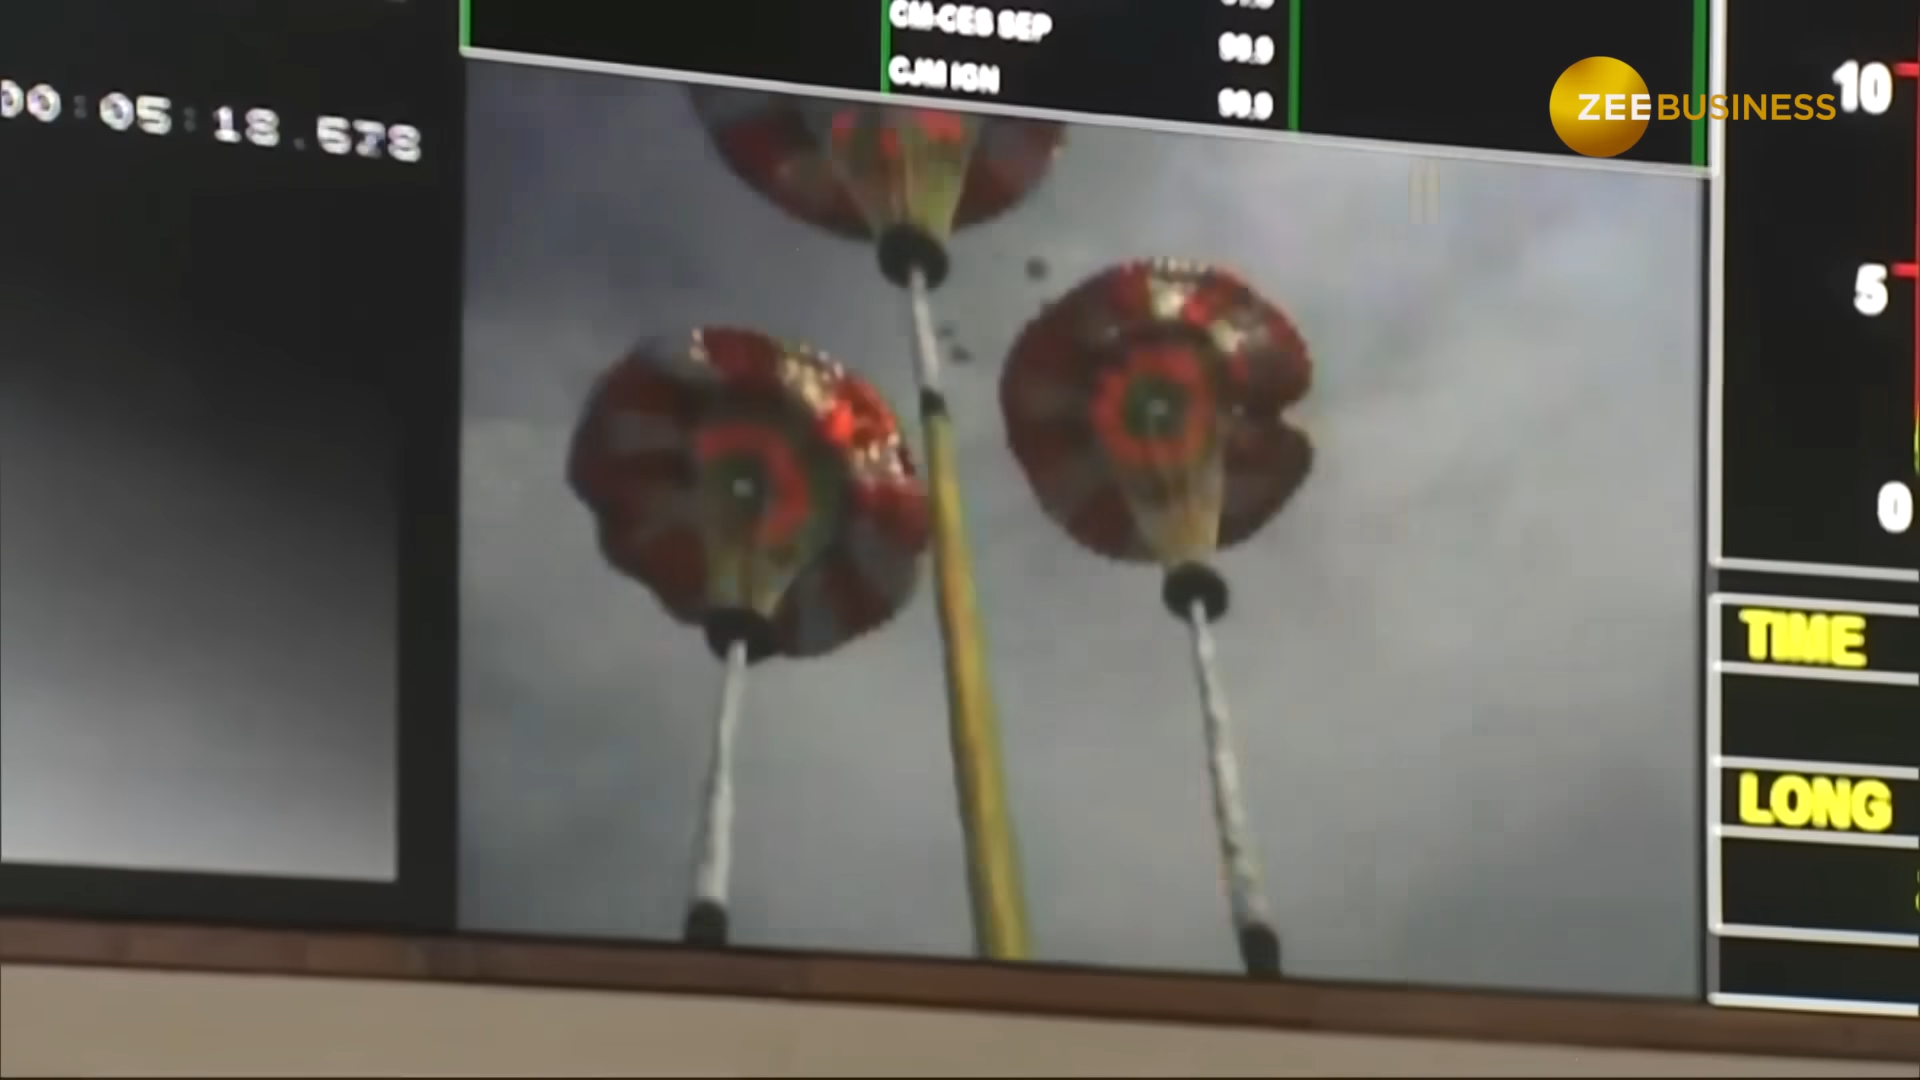 CM-CES SEP
99.9
CJM IGN
99.9
00:05:18.578
ZEEBUSINESS
10
5
0
TIME
LONG